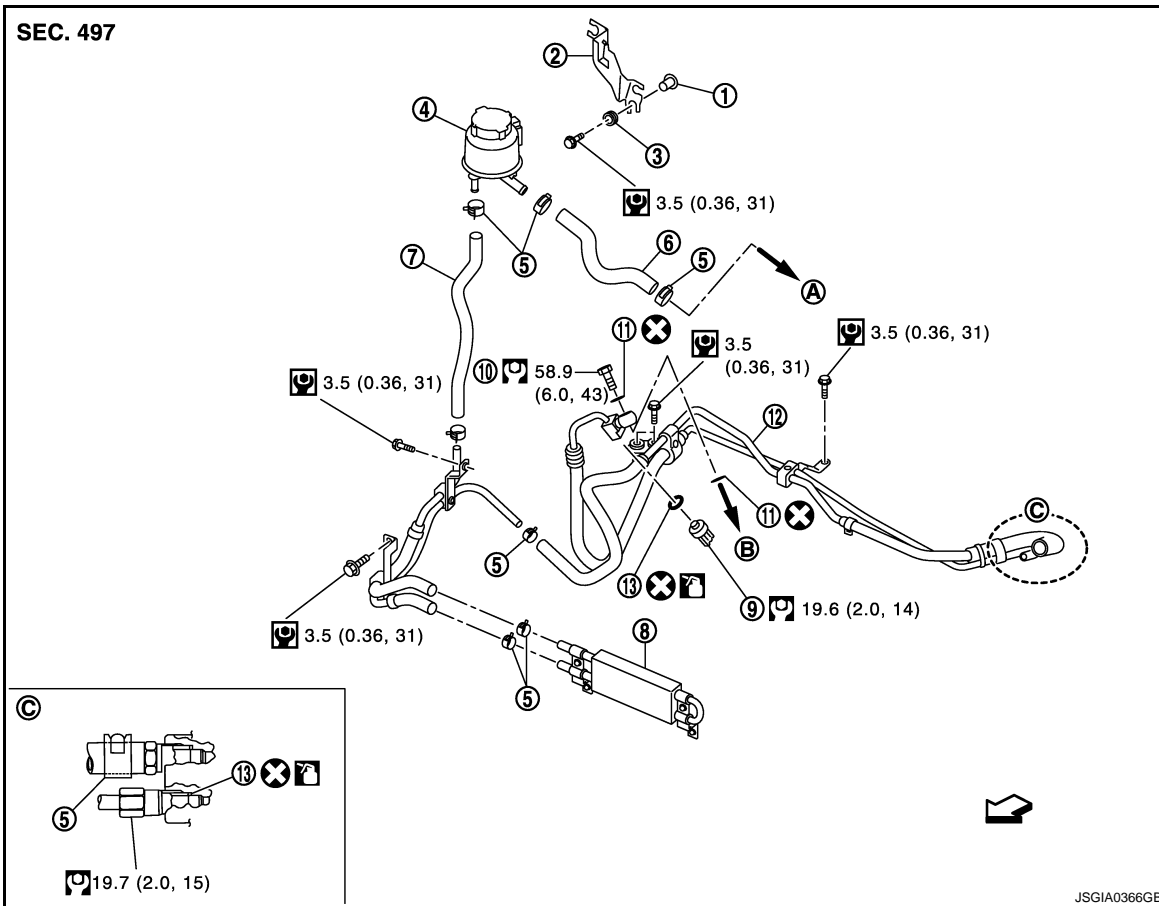 SEC. 497
2
1
4
3
3.5 (0.36, 31)
7
5
6
5
A
11
3.5
(0.36, 31)
3.5 (0.36, 31)
10
58.9
(6.0, 43)
3.5 (0.36, 31)
12
11
B
C
5
13
9
19.6 (2.0, 14)
3.5 (0.36, 31)
8
5
C
13
5
19.7 (2.0, 15)
JSGIA0366GB